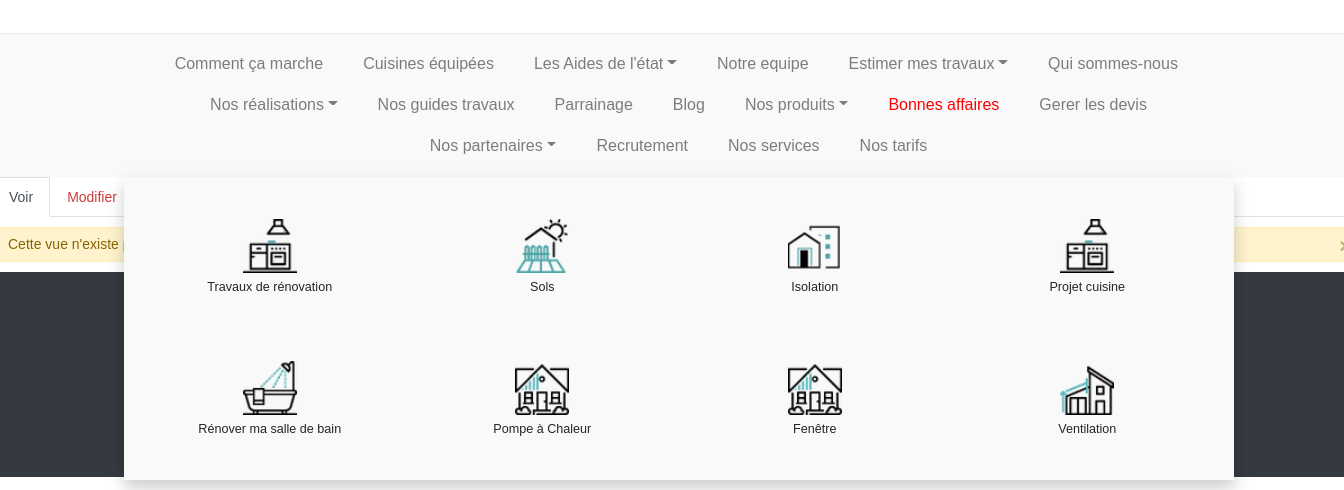 Comment ça marche Cuisines équipées Les Aides de l'état Notre equipe Estimer mes travaux Qui sommes-nous
Nos réalisations Nos guides travaux Parrainage Blog Nos produits Bonnes affaires Gerer les devis
Nos partenaires Recrutement Nos services Nos tarifs
Voir Modifier
Cette vue n'existe
Travaux de rénovation Sols Isolation Projet cuisine
Rénover ma salle de bain Pompe à Chaleur Fenêtre Ventilation